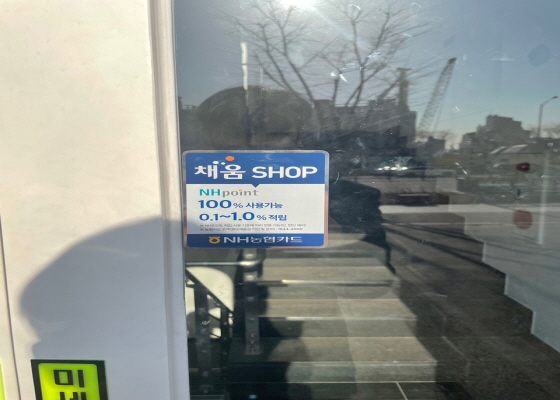 채움 SHOP
NHpoint
100% 사용가능
0.1~1.0% 적립
NH농협카드
미